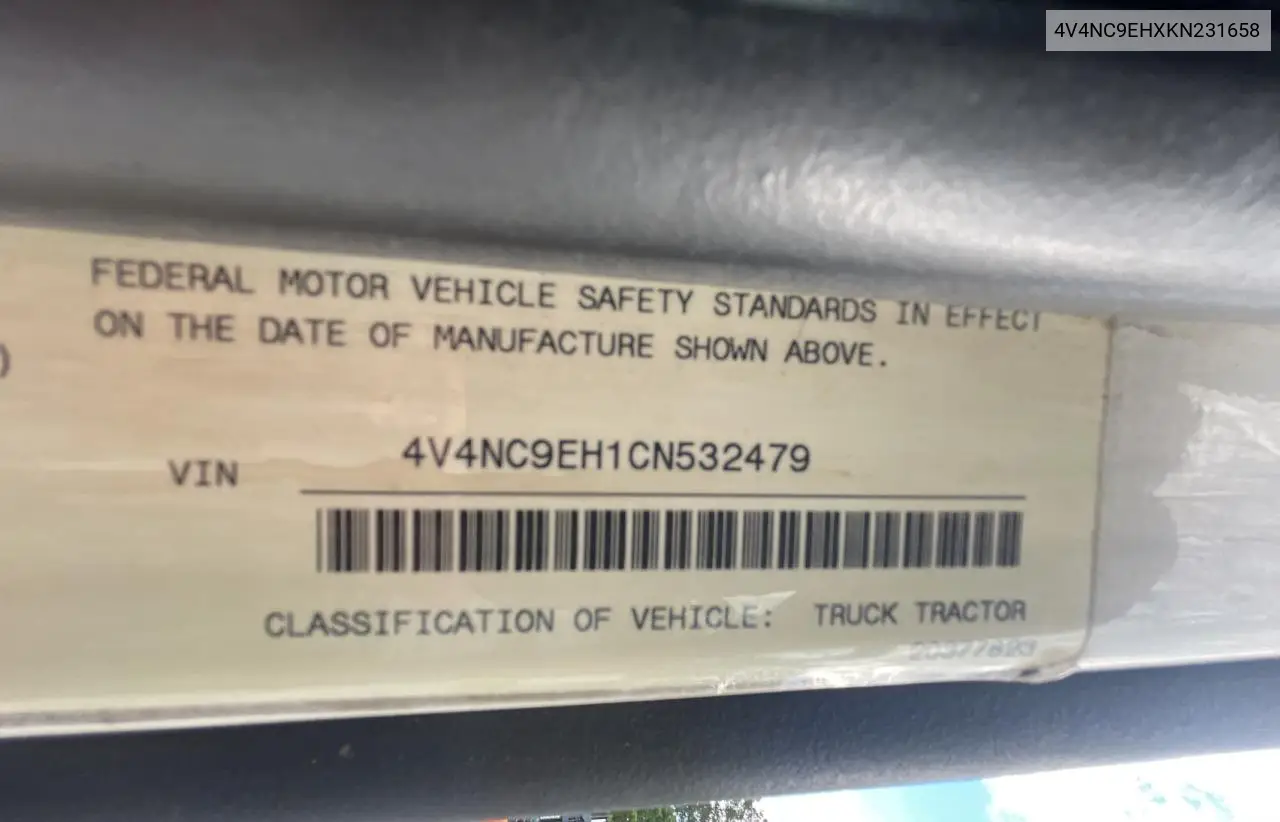 4V4NC9EHXKN231658
FEDERAL MOTOR VEHICLE SAFETY STANDARDS IN EFFECT
ON THE DATE OF MANUFACTURE SHOWN ABOVE.
)
VIN 4V4NC9EH1CN532479
CLASSIFICATION OF VEHICLE: TRUCK TRACTOR